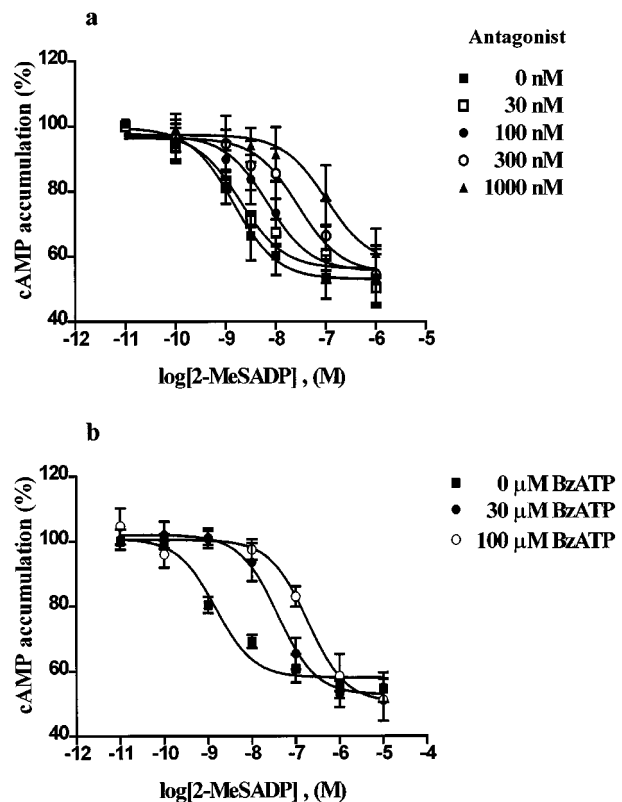 a
Antagonist
0 nM
30 nM
100 nM
300 nM
1000 nM
cAMP accumulation (%)
120
100
80
60
40
-12 -11 -10 -9 -8 -7 -6 -5
log[2-MeSADP] , (M)
b
0 μM BzATP
30 μM BzATP
100 μM BzATP
cAMP accumulation (%)
120
100
80
60
40
-12 -11 -10 -9 -8 -7 -6 -5 -4
log[2-MeSADP] , (M)